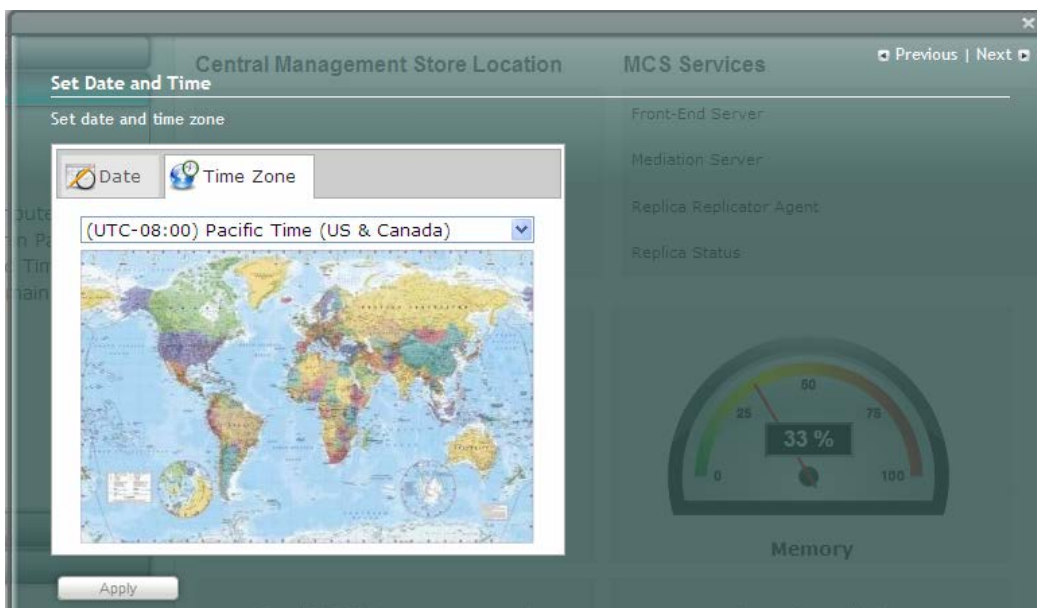 Previous | Next
Central Management Store Location
MCS Services
Set Date and Time
Set date and time zone
Front-End Server
Date
Time Zone
Mediation Server
Replica Replicator Agent
(UTC-08:00) Pacific Time (US & Canada)
Replica Status
0
25
50
75
100
33 %
Memory
Apply